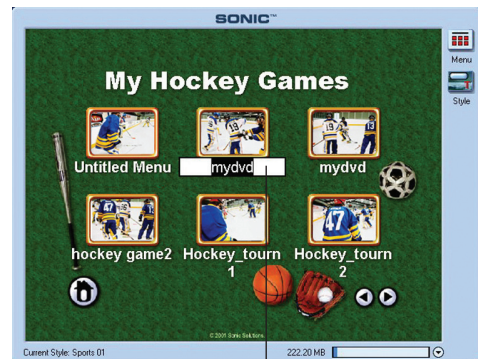 SONIC™
Menu
Style
My Hockey Games
Untitled Menu
mydvd
mydvd
hockey game2
Hockey_tourn
1
Hockey_tourn
2
©2001 Sonic Solutions
Current Style: Sports 01
222.20 MB